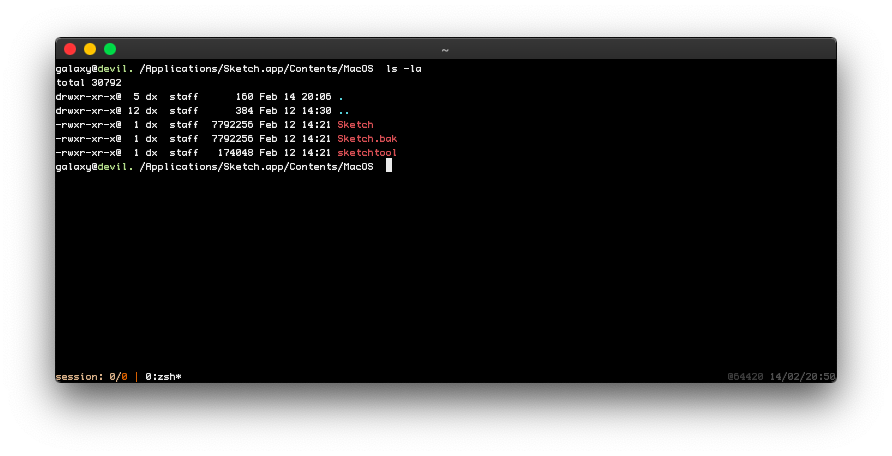 ~
galaxy@devil. /Applications/Sketch.app/Contents/MacOS  ls -la
total 30792
drwxr-xr-x@  5 dx  staff      160 Feb 14 20:06 .
drwxr-xr-x@ 12 dx  staff      384 Feb 12 14:30 ..
-rwxr-xr-x@  1 dx  staff  7792256 Feb 12 14:21 Sketch
-rwxr-xr-x@  1 dx  staff  7792256 Feb 12 14:21 Sketch.bak
-rwxr-xr-x@  1 dx  staff   174048 Feb 12 14:21 sketchtool
galaxy@devil. /Applications/Sketch.app/Contents/MacOS
session: 0/0 | 0:zsh* @64420 14/02/20:50